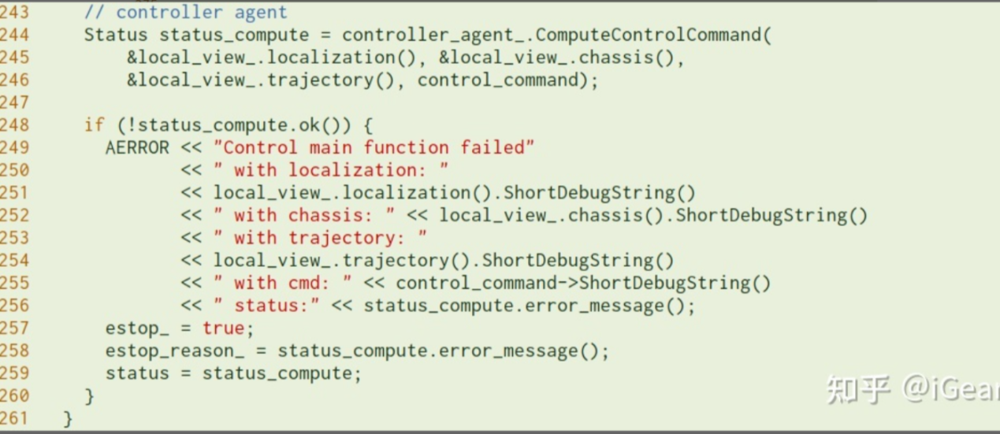 243     // controller agent
244     Status status_compute = controller_agent_.ComputeControlCommand(
245         &local_view_.localization(), &local_view_.chassis(),
246         &local_view_.trajectory(), control_command);
247
248     if (!status_compute.ok()) {
249       AERROR << "Control main function failed"
250              << " with localization: "
251              << local_view_.localization().ShortDebugString()
252              << " with chassis: " << local_view_.chassis().ShortDebugString()
253              << " with trajectory: "
254              << local_view_.trajectory().ShortDebugString()
255              << " with cmd: " << control_command->ShortDebugString()
256              << " status:" << status_compute.error_message();
257       estop_ = true;
258       estop_reason_ = status_compute.error_message();
259       status = status_compute;
260     }
261   }
知乎 @iGear